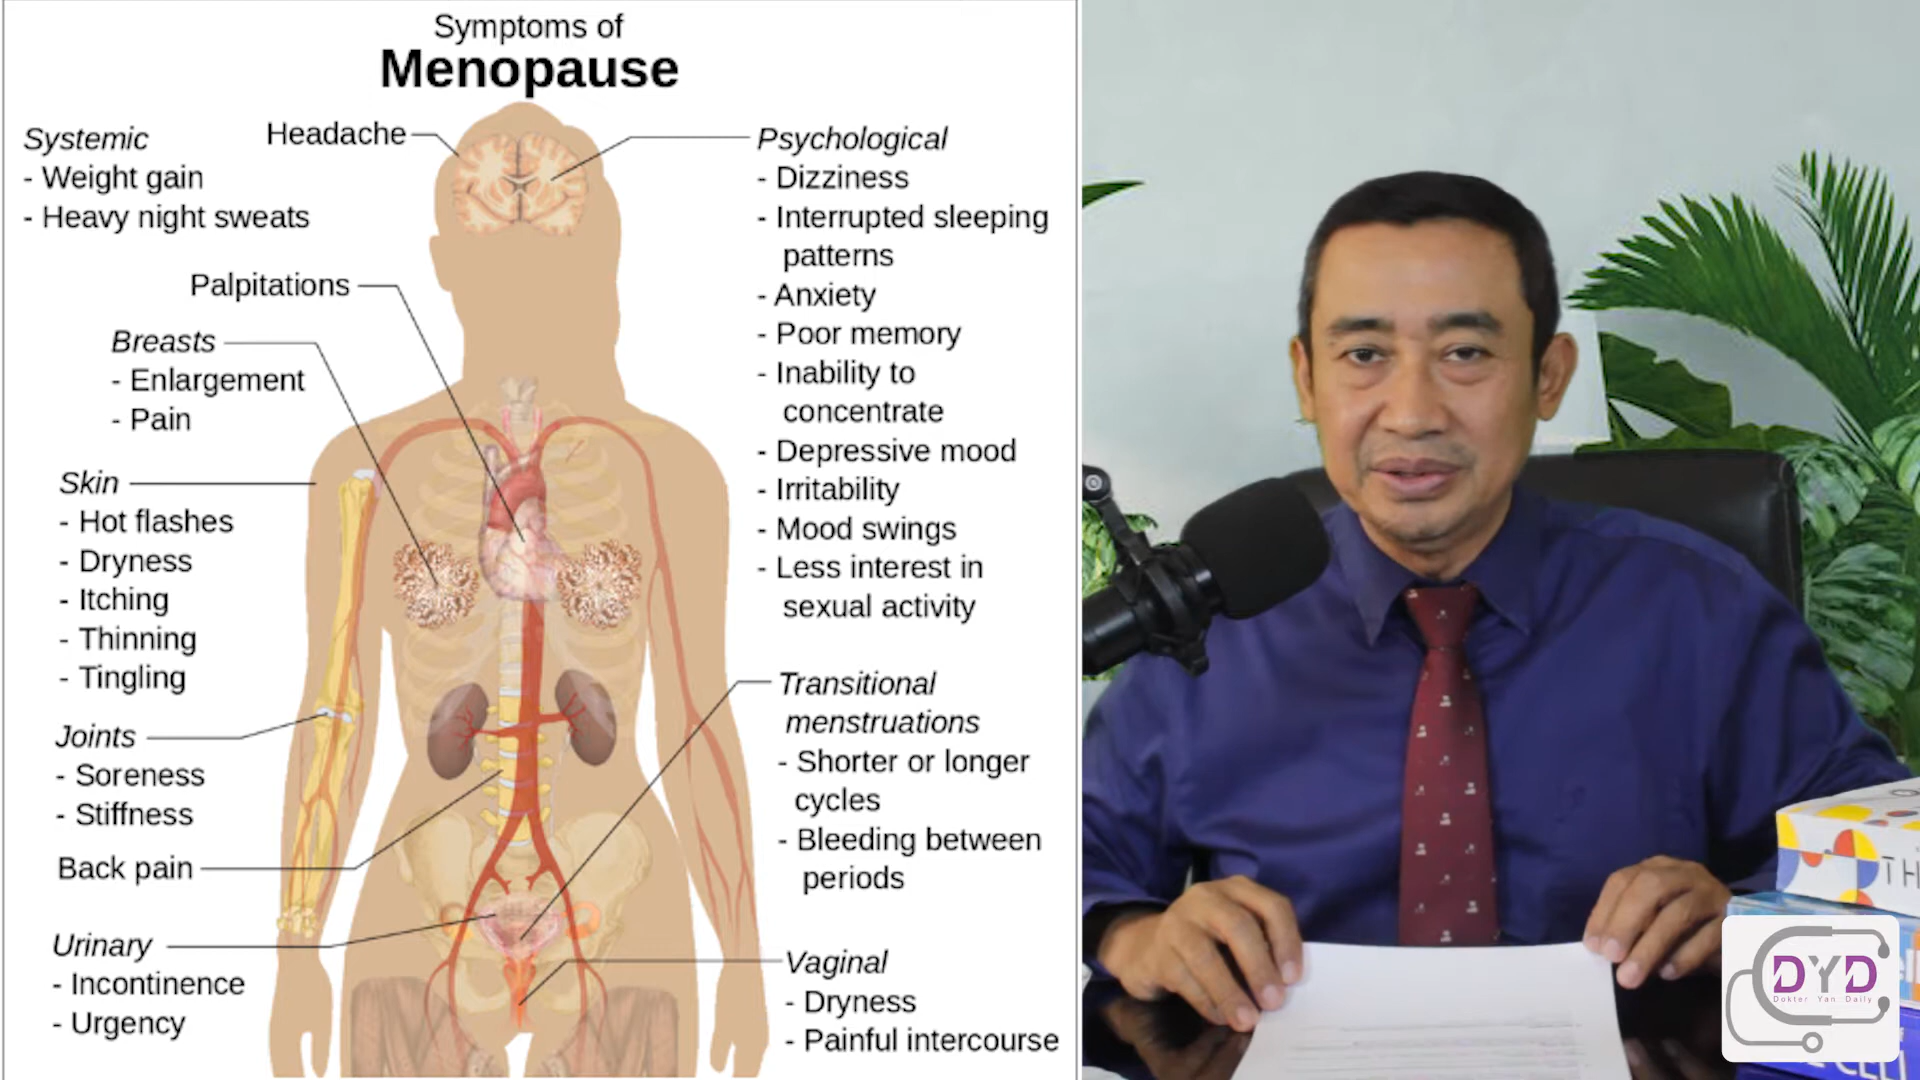 Symptoms of
Menopause
Systemic
- Weight gain
- Heavy night sweats
Headache
Palpitations
Breasts
- Enlargement
- Pain
Skin
- Hot flashes
- Dryness
- Itching
- Thinning
- Tingling
Joints
- Soreness
- Stiffness
Back pain
Urinary
- Incontinence
- Urgency
Psychological
- Dizziness
- Interrupted sleeping
patterns
- Anxiety
- Poor memory
- Inability to
concentrate
- Depressive mood
- Irritability
- Mood swings
- Less interest in
sexual activity
Transitional
menstruations
- Shorter or longer
cycles
- Bleeding between
periods
Vaginal
- Dryness
- Painful intercourse
DYD
Dokter Yan Daily